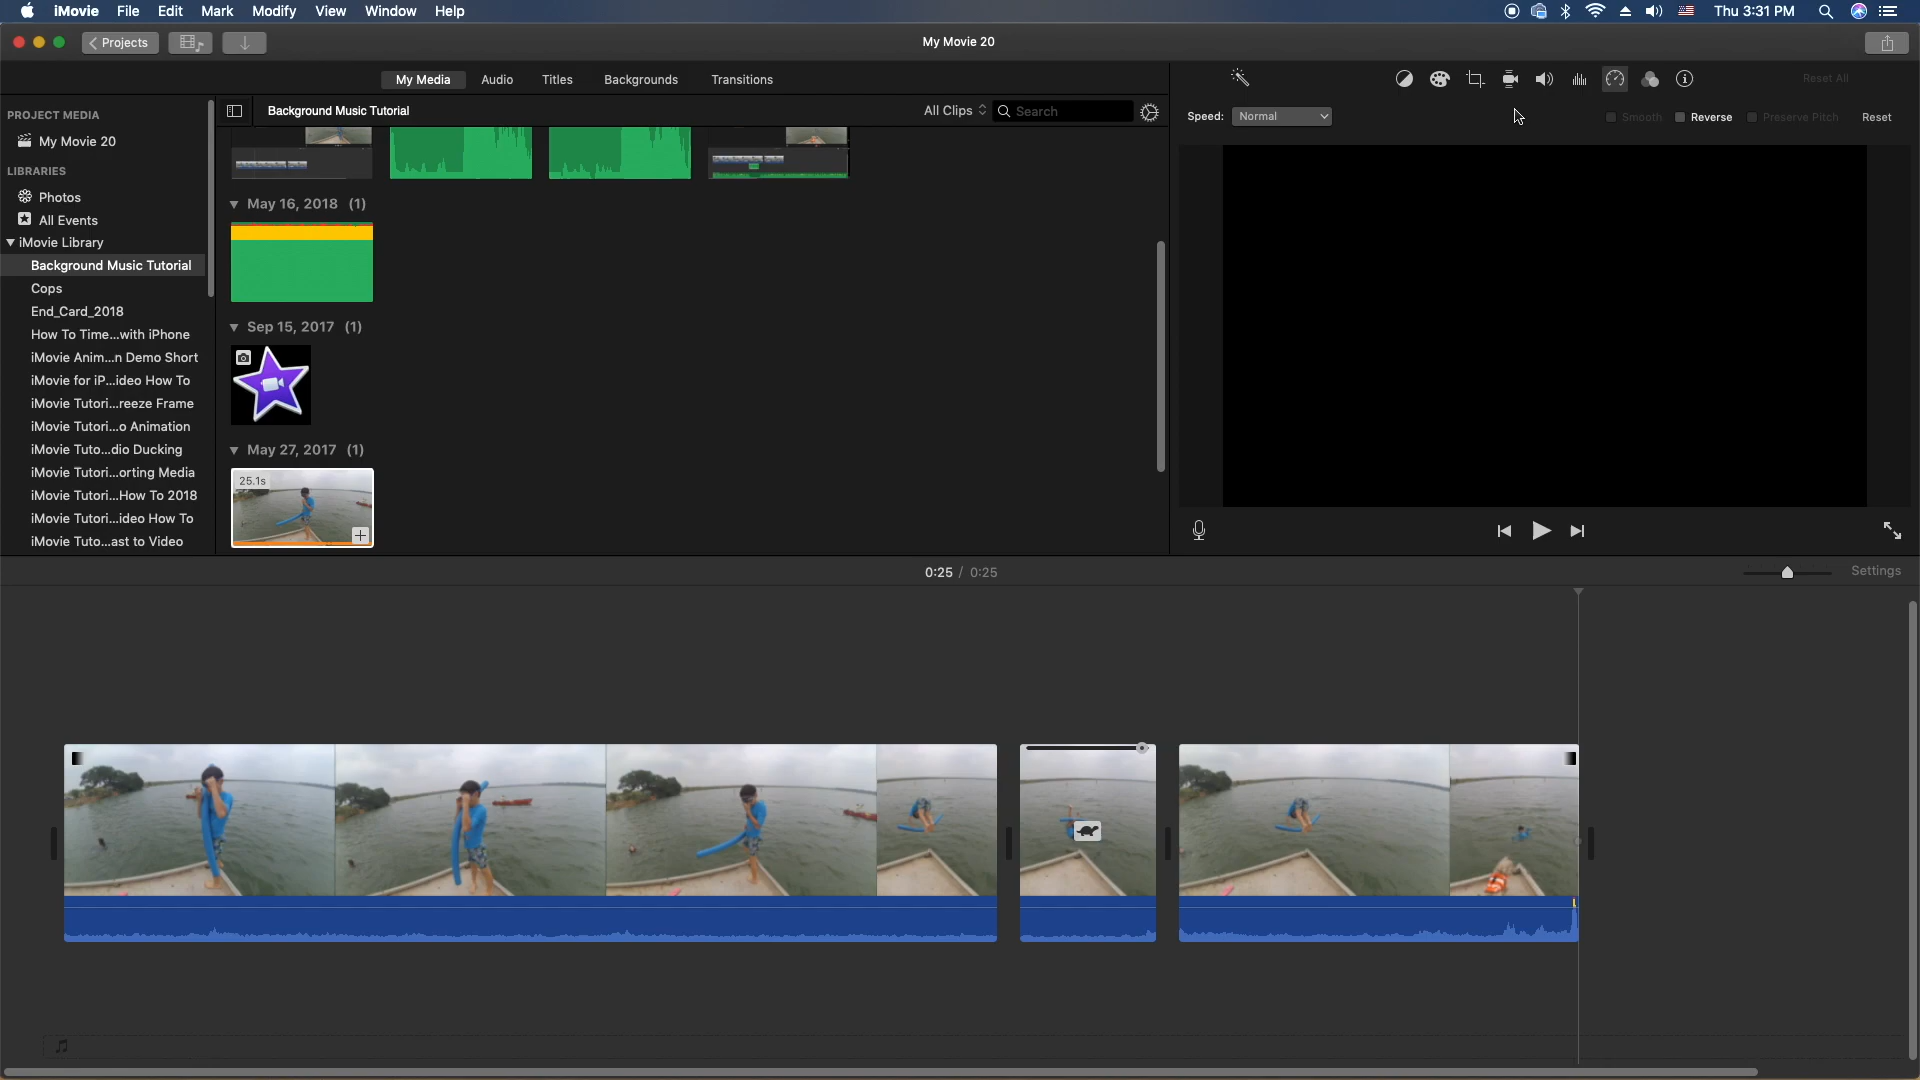 iMovie File Edit Mark Modify View Window Help
Thu 3:31 PM
Projects
My Movie 20
My Media Audio Titles Backgrounds Transitions
Reset All
PROJECT MEDIA
My Movie 20
LIBRARIES
Photos
All Events
iMovie Library
Background Music Tutorial
Cops
End_Card_2018
How To Time...with iPhone
iMovie Anim...n Demo Short
iMovie for iP...ideo How To
iMovie Tutori...reeze Frame
iMovie Tutori...o Animation
iMovie Tuto...dio Ducking
iMovie Tutori...orting Media
iMovie Tutori...How To 2018
iMovie Tutori...ideo How To
iMovie Tuto...ast to Video
Background Music Tutorial
All Clips
Search
May 16, 2018 (1)
Sep 15, 2017 (1)
May 27, 2017 (1)
25.1s
Speed: Normal
Smooth Reverse Preserve Pitch Reset
0:25 / 0:25
Settings